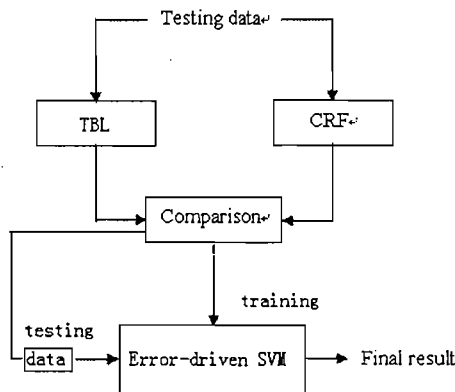 Testing data
TBL
CRF
Comparison
training
testing
data
Error-driven SVM
Final result